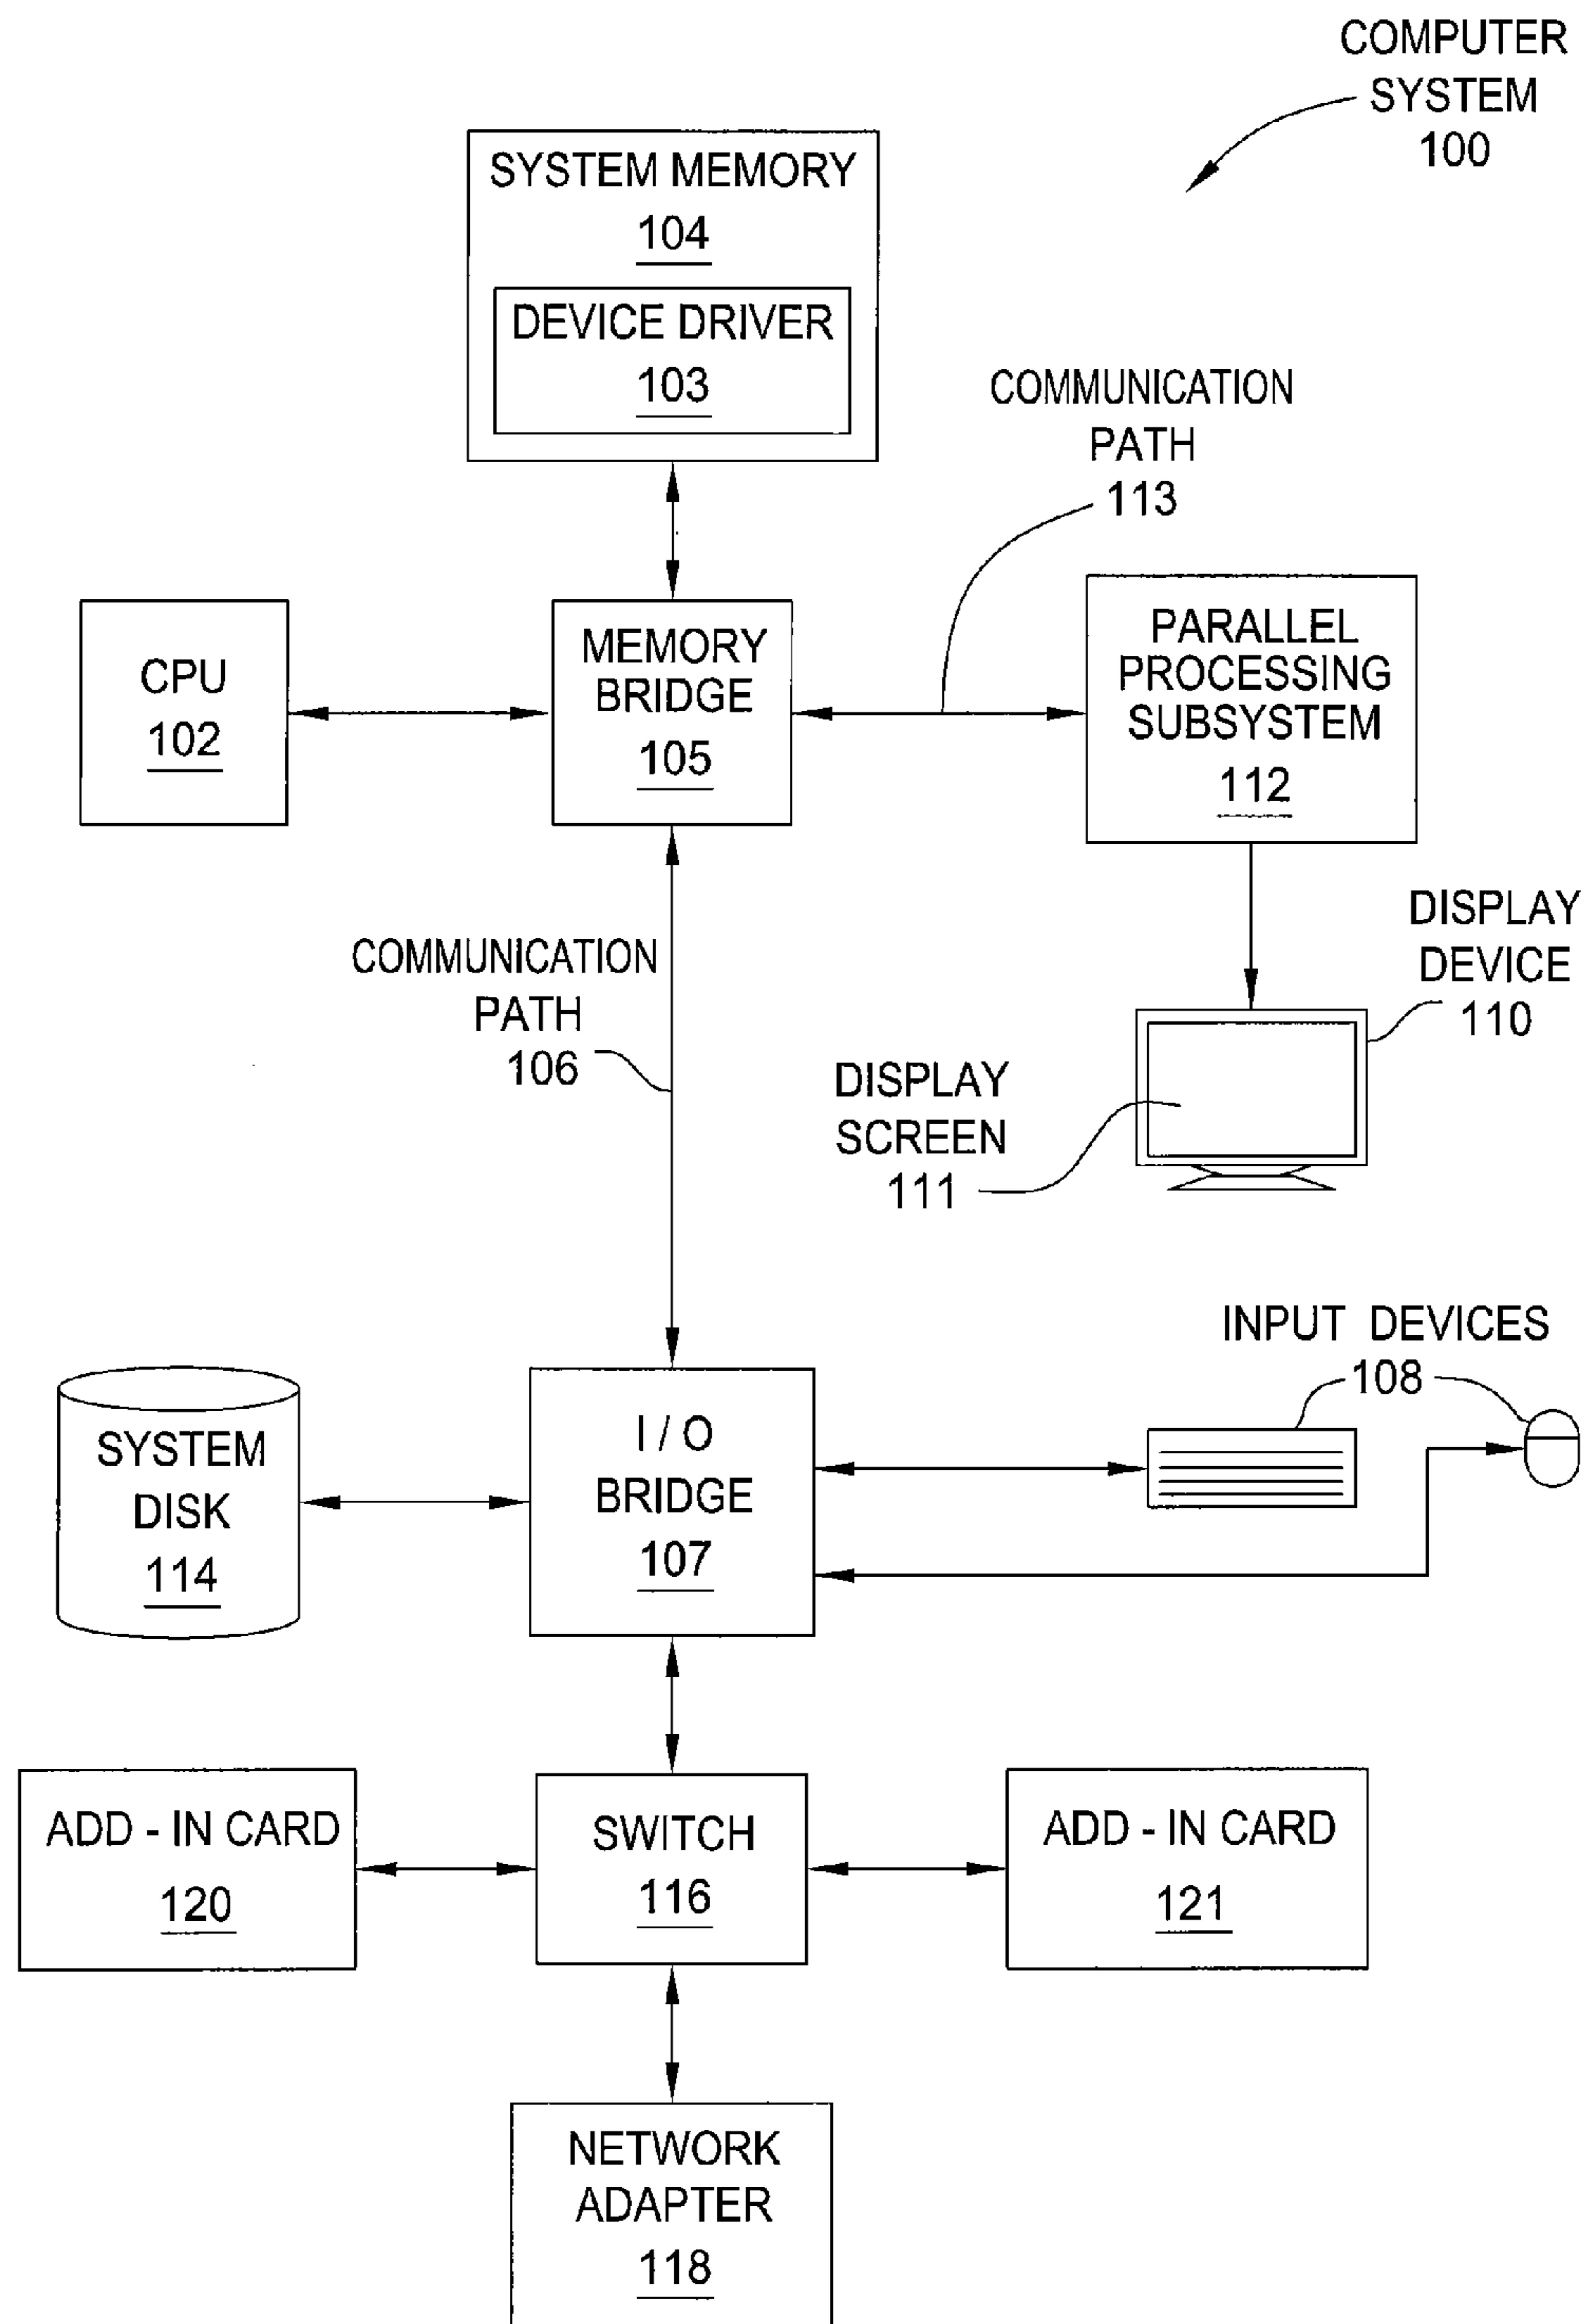 COMPUTER
SYSTEM
100
SYSTEM MEMORY
104
DEVICE DRIVER
103
COMMUNICATION
PATH
113
CPU
102
MEMORY
BRIDGE
105
PARALLEL
PROCESSING
SUBSYSTEM
112
COMMUNICATION
PATH
106
DISPLAY
DEVICE
110
DISPLAY
SCREEN
111
INPUT DEVICES
108
SYSTEM
DISK
114
I / O
BRIDGE
107
ADD - IN CARD
120
SWITCH
116
ADD - IN CARD
121
NETWORK
ADAPTER
118